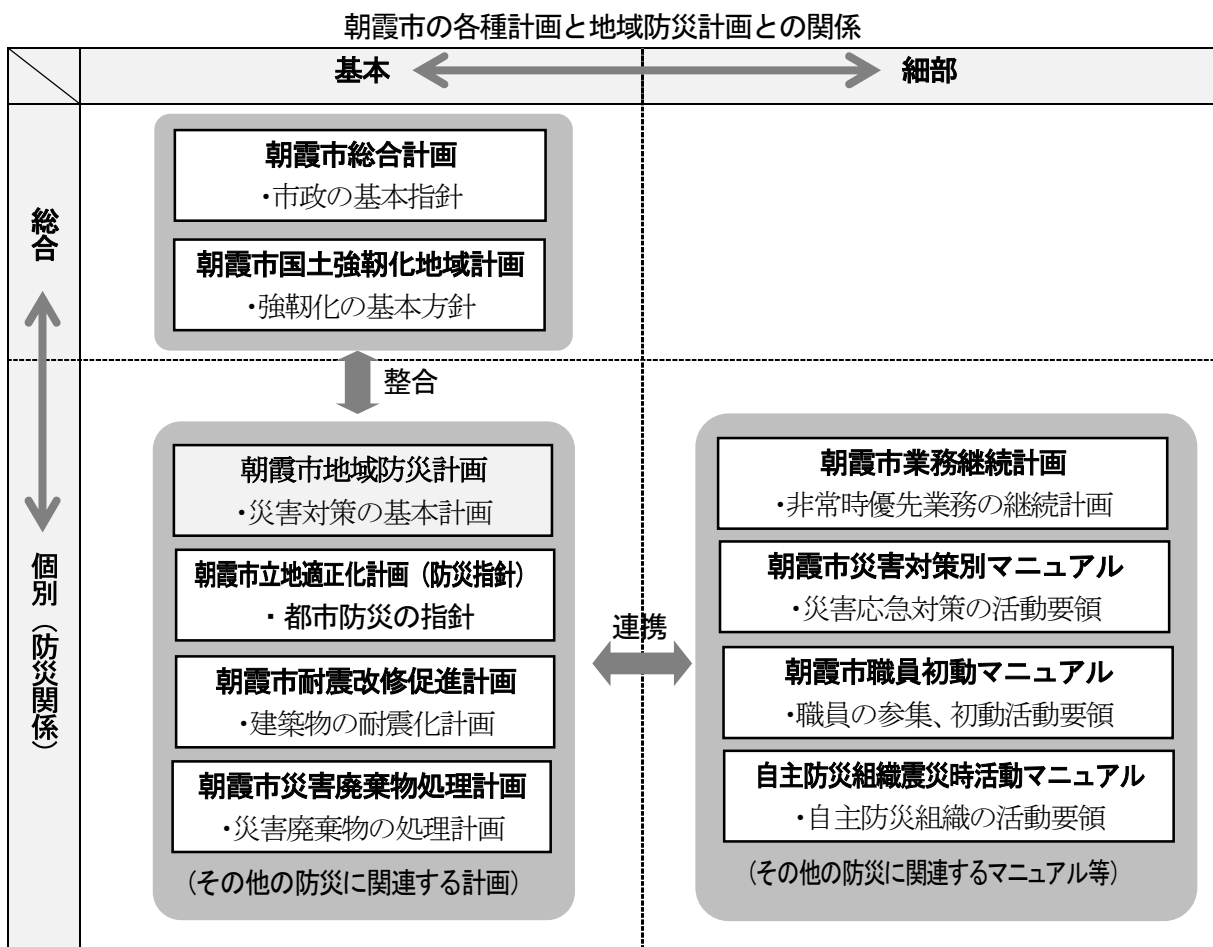 朝霞市の各種計画と地域防災計画との関係
基本
細部
総合
個別（防災関係）
朝霞市総合計画
・市政の基本指針
朝霞市国土強靱化地域計画
・強靱化の基本方針
整合
朝霞市地域防災計画
・災害対策の基本計画
朝霞市立地適正化計画（防災指針）
・都市防災の指針
朝霞市耐震改修促進計画
・建築物の耐震化計画
朝霞市災害廃棄物処理計画
・災害廃棄物の処理計画
（その他の防災に関連する計画）
連携
朝霞市業務継続計画
・非常時優先業務の継続計画
朝霞市災害対策別マニュアル
・災害応急対策の活動要領
朝霞市職員初動マニュアル
・職員の参集、初動活動要領
自主防災組織震災時活動マニュアル
・自主防災組織の活動要領
（その他の防災に関連するマニュアル等）